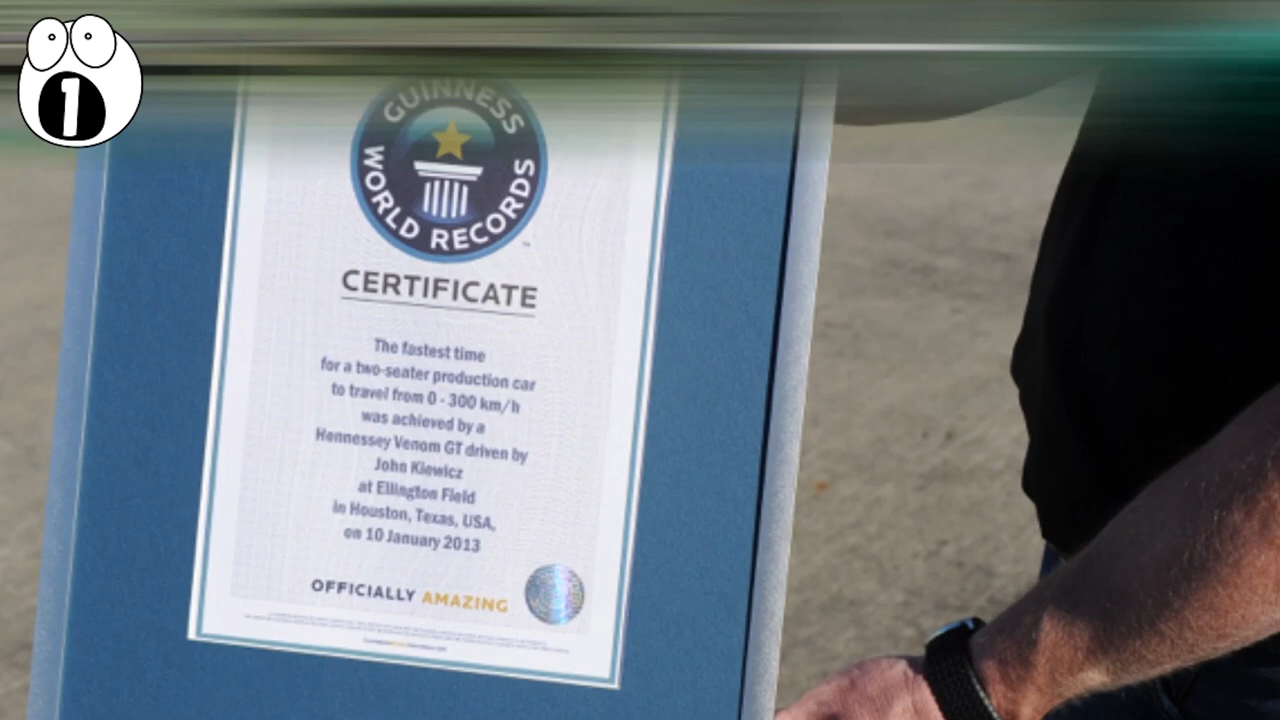 1
GUINNESS
WORLD RECORDS
CERTIFICATE
The fastest time
for a two-seater production car
to travel from 0 - 300 km/h
was achieved by a
Hennessey Venom GT driven by
John Kiewicz
at Ellington Field
in Houston, Texas, USA,
on 10 January 2013
OFFICIALLY AMAZING